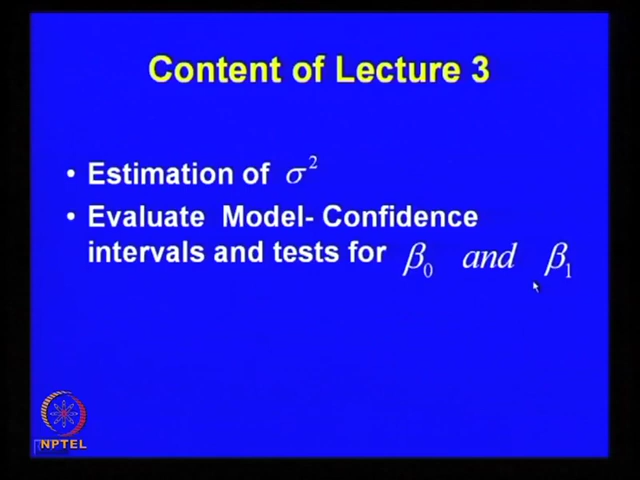 Content of Lecture 3
• Estimation of σ²
• Evaluate Model- Confidence
intervals and tests for β₀ and β₁
NPTEL